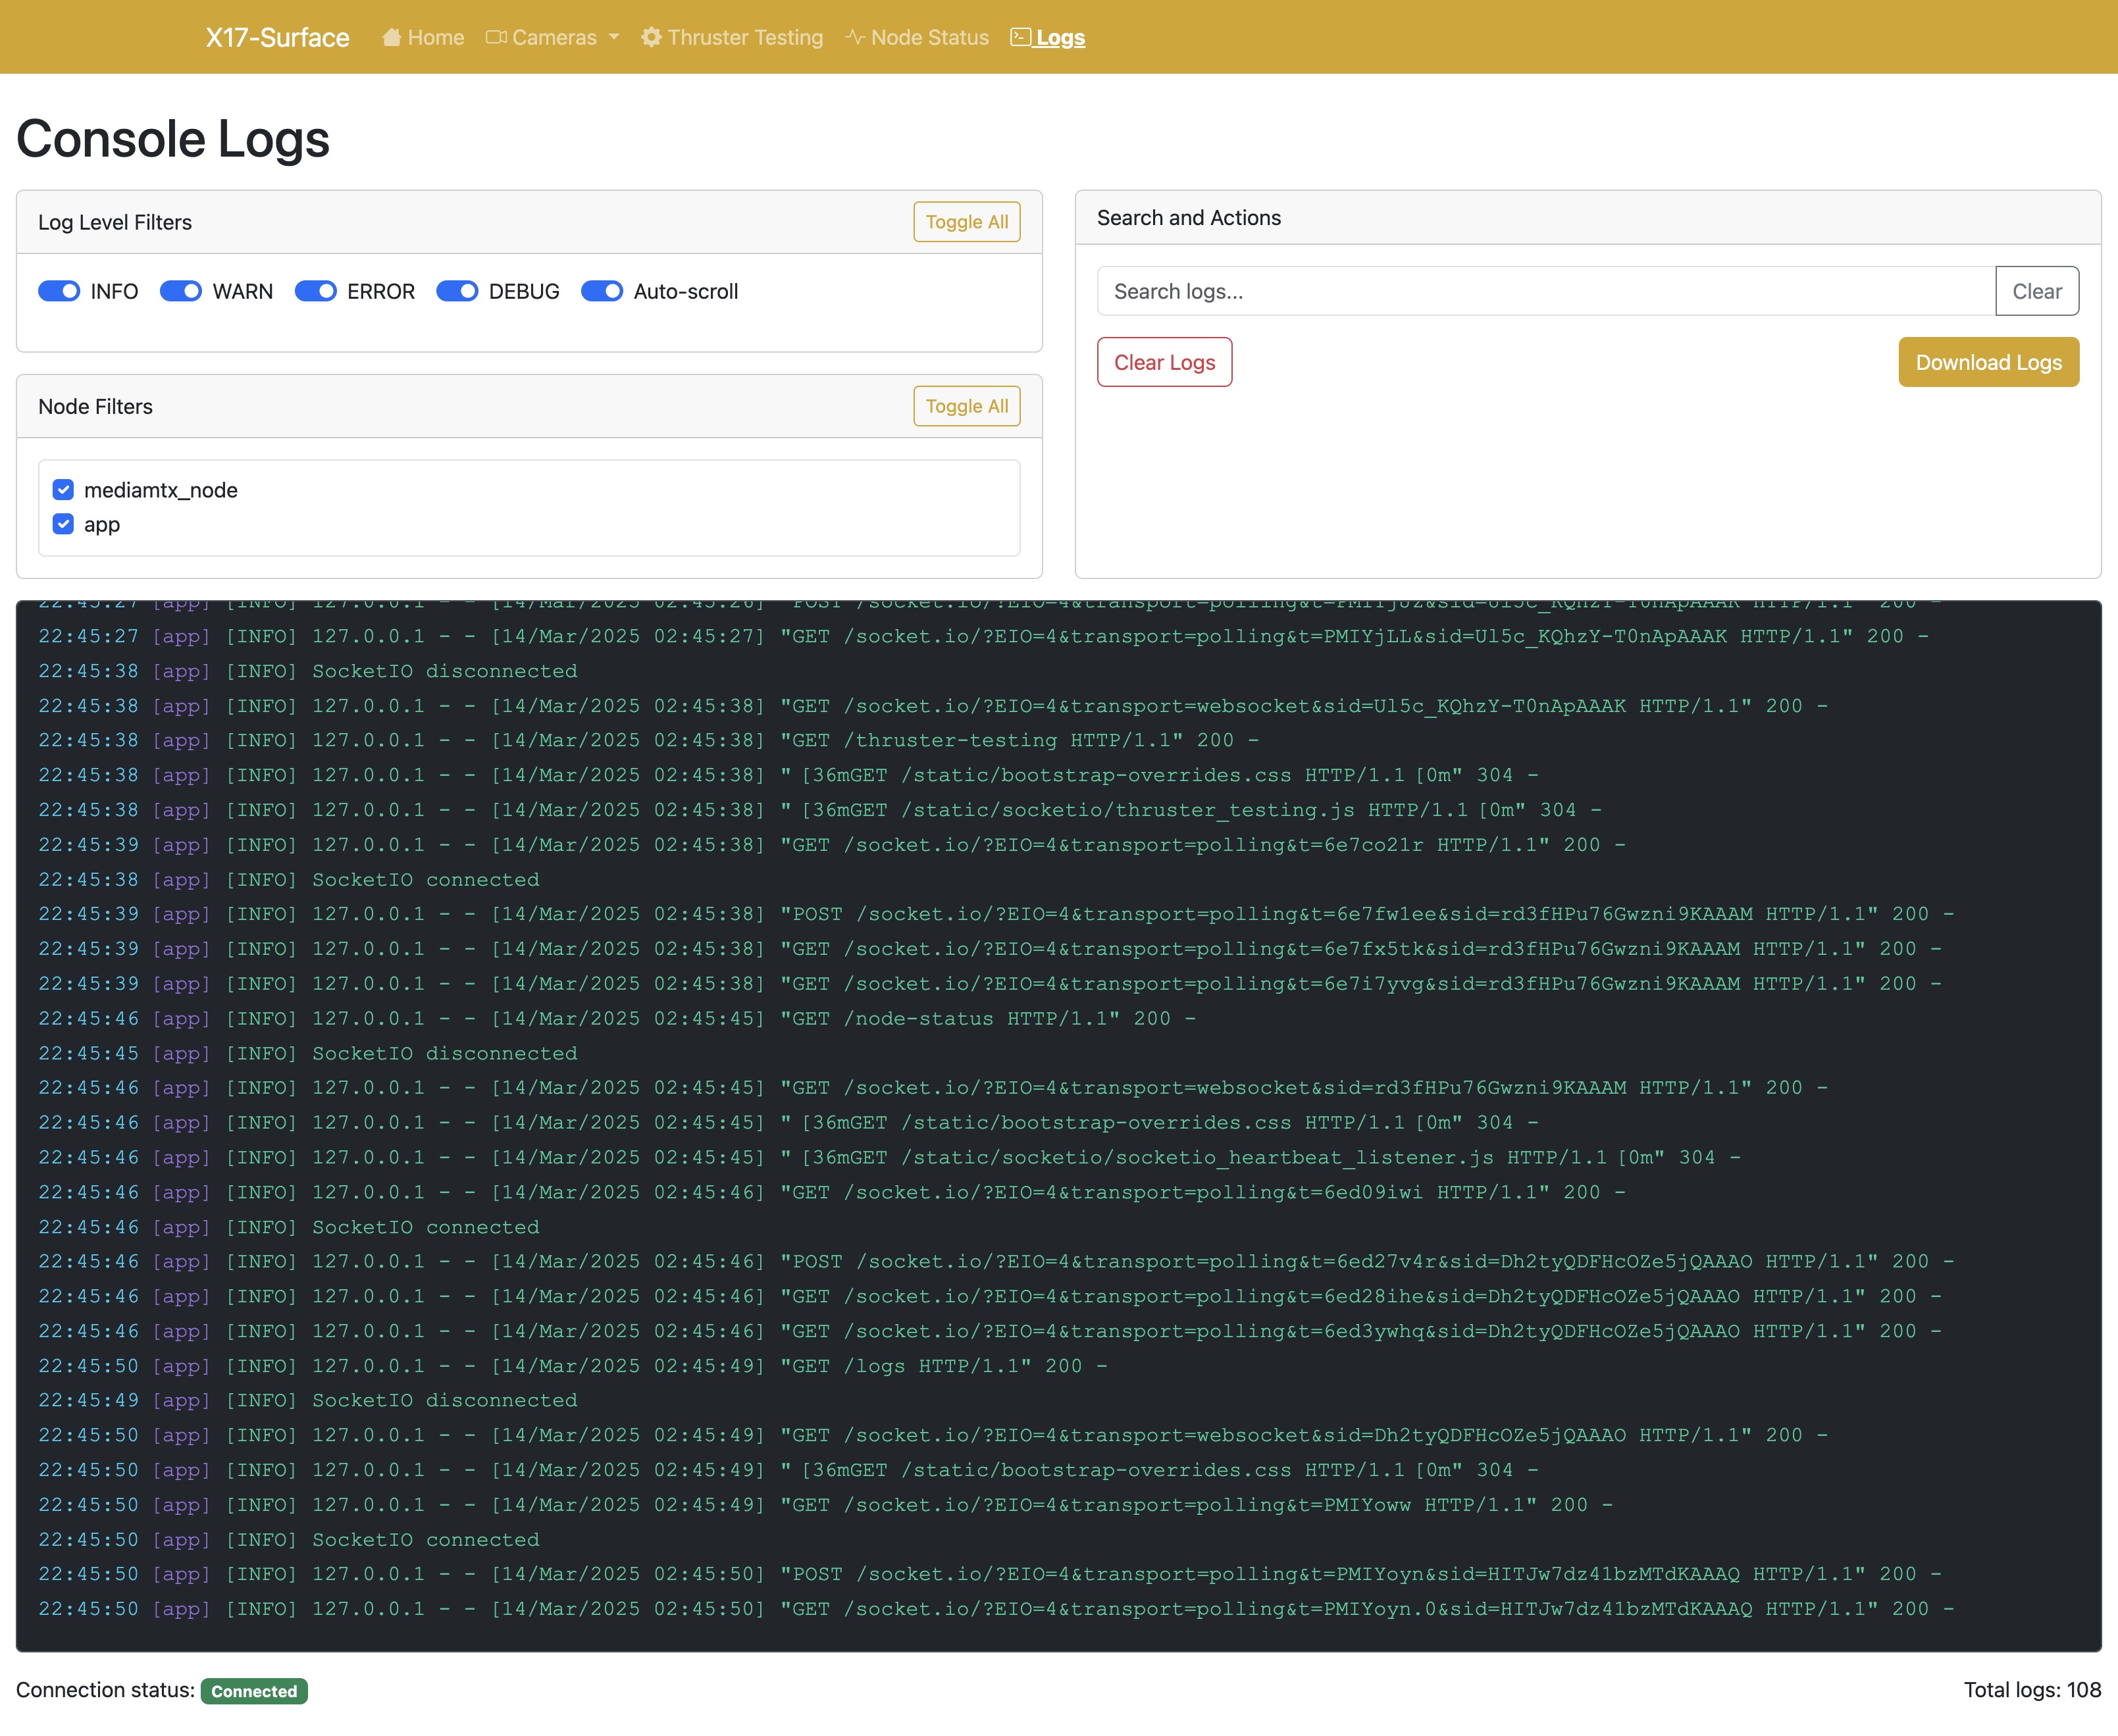 X17-Surface Home Cameras Thruster Testing Node Status Logs
Console Logs
Log Level Filters Toggle All
INFO WARN ERROR DEBUG Auto-scroll
Node Filters Toggle All
mediamtx_node
app
Search and Actions
Search logs... Clear
Clear Logs Download Logs
22:45:27 [app] [INFO] 127.0.0.1 - - [14/Mar/2025 02:45:26] "POST /socket.io/?EIO=4&transport=polling& HTTP/1.1" 200 -
22:45:27 [app] [INFO] 127.0.0.1 - - [14/Mar/2025 02:45:27] "GET /socket.io/?EIO=4&transport=polling&t=PMIYjLL&sid=Ul5c_KQhzY-T0nApAAAK HTTP/1.1" 200 -
22:45:38 [app] [INFO] SocketIO disconnected
22:45:38 [app] [INFO] 127.0.0.1 - - [14/Mar/2025 02:45:38] "GET /socket.io/?EIO=4&transport=websocket&sid=Ul5c_KQhzY-T0nApAAAK HTTP/1.1" 200 -
22:45:38 [app] [INFO] 127.0.0.1 - - [14/Mar/2025 02:45:38] "GET /thruster-testing HTTP/1.1" 200 -
22:45:38 [app] [INFO] 127.0.0.1 - - [14/Mar/2025 02:45:38] " [36mGET /static/bootstrap-overrides.css HTTP/1.1 [0m" 304 -
22:45:38 [app] [INFO] 127.0.0.1 - - [14/Mar/2025 02:45:38] " [36mGET /static/socketio/thruster_testing.js HTTP/1.1 [0m" 304 -
22:45:39 [app] [INFO] 127.0.0.1 - - [14/Mar/2025 02:45:38] "GET /socket.io/?EIO=4&transport=polling&t=6e7co21r HTTP/1.1" 200 -
22:45:38 [app] [INFO] SocketIO connected
22:45:39 [app] [INFO] 127.0.0.1 - - [14/Mar/2025 02:45:38] "POST /socket.io/?EIO=4&transport=polling&t=6e7fw1ee&sid=rd3fHPu76Gwzni9KAAAM HTTP/1.1" 200 -
22:45:39 [app] [INFO] 127.0.0.1 - - [14/Mar/2025 02:45:38] "GET /socket.io/?EIO=4&transport=polling&t=6e7fx5tk&sid=rd3fHPu76Gwzni9KAAAM HTTP/1.1" 200 -
22:45:39 [app] [INFO] 127.0.0.1 - - [14/Mar/2025 02:45:38] "GET /socket.io/?EIO=4&transport=polling&t=6e7i7yvg&sid=rd3fHPu76Gwzni9KAAAM HTTP/1.1" 200 -
22:45:46 [app] [INFO] 127.0.0.1 - - [14/Mar/2025 02:45:45] "GET /node-status HTTP/1.1" 200 -
22:45:45 [app] [INFO] SocketIO disconnected
22:45:46 [app] [INFO] 127.0.0.1 - - [14/Mar/2025 02:45:45] "GET /socket.io/?EIO=4&transport=websocket&sid=rd3fHPu76Gwzni9KAAAM HTTP/1.1" 200 -
22:45:46 [app] [INFO] 127.0.0.1 - - [14/Mar/2025 02:45:45] " [36mGET /static/bootstrap-overrides.css HTTP/1.1 [0m" 304 -
22:45:46 [app] [INFO] 127.0.0.1 - - [14/Mar/2025 02:45:45] " [36mGET /static/socketio/socketio_heartbeat_listener.js HTTP/1.1 [0m" 304 -
22:45:46 [app] [INFO] 127.0.0.1 - - [14/Mar/2025 02:45:46] "GET /socket.io/?EIO=4&transport=polling&t=6ed09iwi HTTP/1.1" 200 -
22:45:46 [app] [INFO] SocketIO connected
22:45:46 [app] [INFO] 127.0.0.1 - - [14/Mar/2025 02:45:46] "POST /socket.io/?EIO=4&transport=polling&t=6ed27v4r&sid=Dh2tyQDFHcOZe5jQAAAO HTTP/1.1" 200 -
22:45:46 [app] [INFO] 127.0.0.1 - - [14/Mar/2025 02:45:46] "GET /socket.io/?EIO=4&transport=polling&t=6ed28ihe&sid=Dh2tyQDFHcOZe5jQAAAO HTTP/1.1" 200 -
22:45:46 [app] [INFO] 127.0.0.1 - - [14/Mar/2025 02:45:46] "GET /socket.io/?EIO=4&transport=polling&t=6ed3ywhq&sid=Dh2tyQDFHcOZe5jQAAAO HTTP/1.1" 200 -
22:45:50 [app] [INFO] 127.0.0.1 - - [14/Mar/2025 02:45:49] "GET /logs HTTP/1.1" 200 -
22:45:49 [app] [INFO] SocketIO disconnected
22:45:50 [app] [INFO] 127.0.0.1 - - [14/Mar/2025 02:45:49] "GET /socket.io/?EIO=4&transport=websocket&sid=Dh2tyQDFHcOZe5jQAAAO HTTP/1.1" 200 -
22:45:50 [app] [INFO] 127.0.0.1 - - [14/Mar/2025 02:45:49] " [36mGET /static/bootstrap-overrides.css HTTP/1.1 [0m" 304 -
22:45:50 [app] [INFO] 127.0.0.1 - - [14/Mar/2025 02:45:49] "GET /socket.io/?EIO=4&transport=polling&t=PMIYoww HTTP/1.1" 200 -
22:45:50 [app] [INFO] SocketIO connected
22:45:50 [app] [INFO] 127.0.0.1 - - [14/Mar/2025 02:45:50] "POST /socket.io/?EIO=4&transport=polling&t=PMIYoyn&sid=HITJw7dz41bzMTdKAAAQ HTTP/1.1" 200 -
22:45:50 [app] [INFO] 127.0.0.1 - - [14/Mar/2025 02:45:50] "GET /socket.io/?EIO=4&transport=polling&t=PMIYoyn.0&sid=HITJw7dz41bzMTdKAAAQ HTTP/1.1" 200 -
Connection status: Connected
Total logs: 108